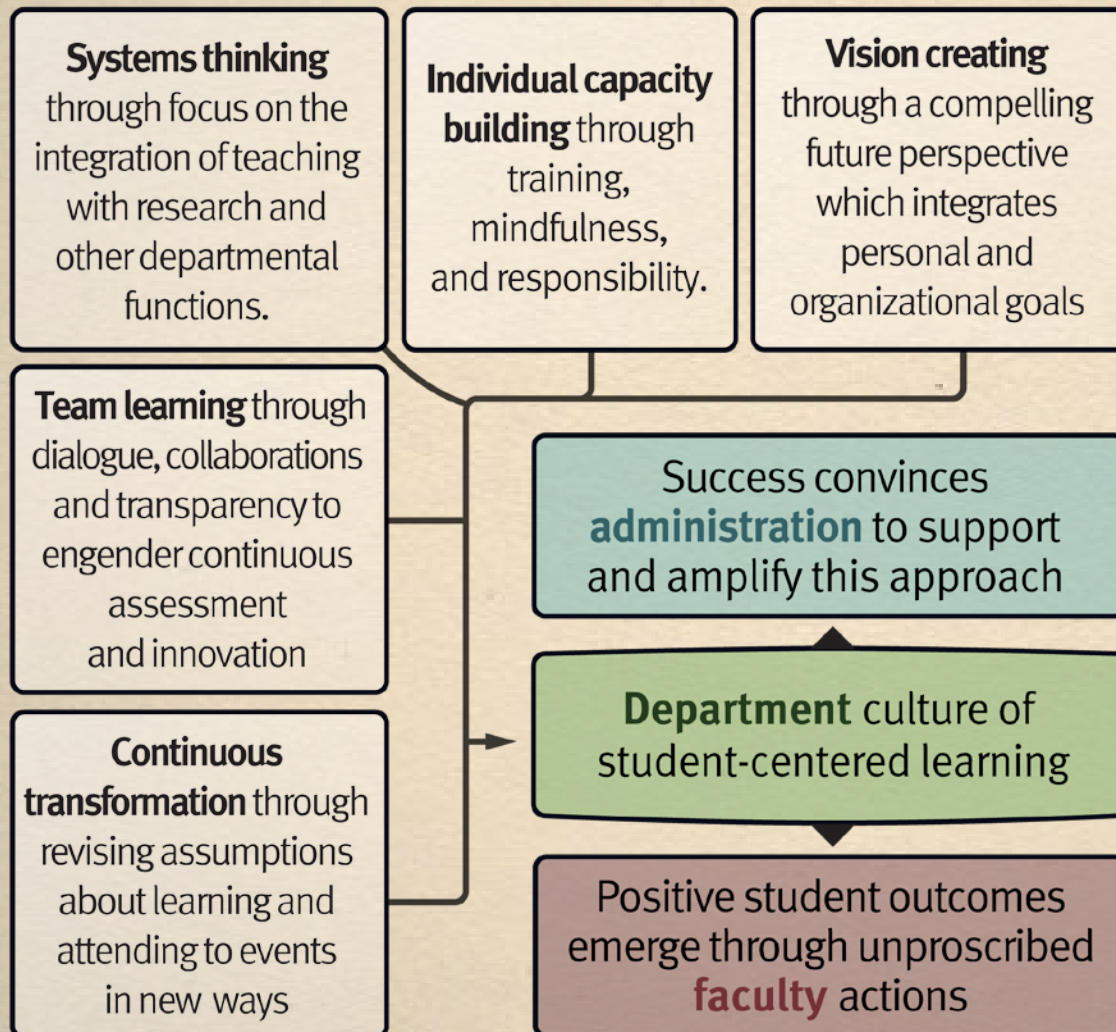 Systems thinking
through focus on the
integration of teaching
with research and
other departmental
functions.
Individual capacity
building through
training,
mindfulness,
and responsibility.
Vision creating
through a compelling
future perspective
which integrates
personal and
organizational goals
Team learning through
dialogue, collaborations
and transparency to
engender continuous
assessment
and innovation
Continuous
transformation through
revising assumptions
about learning and
attending to events
in new ways
Success convinces
administration to support
and amplify this approach
Department culture of
student-centered learning
Positive student outcomes
emerge through unproscribed
faculty actions